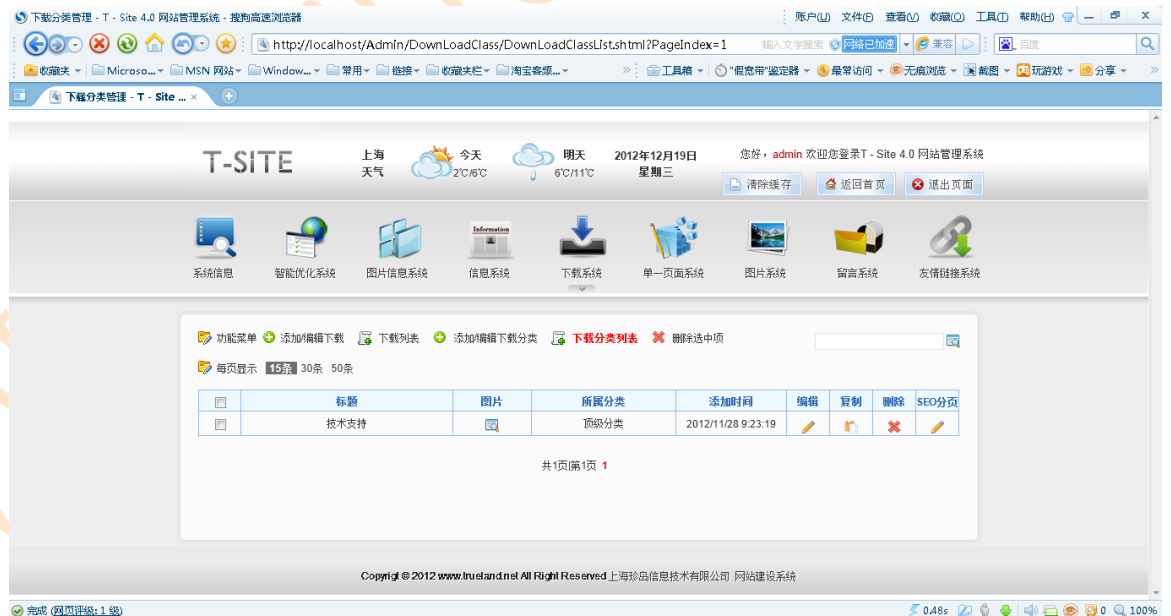 下载分类管理 - T - Site 4.0 网站管理系统 - 搜狗高速浏览器 账户(U) 文件(F) 查看(V) 收藏(O) 工具(T) 帮助(H)
http://localhost/Admin/DownLoadClass/DownLoadClassList.shtml?PageIndex=1 输入文字搜索 网络已加速 兼容 百度
收藏夹 Microso... MSN 网站 Window... 常用 链接 收藏夹栏 淘宝客频... » 工具箱 "假宽带"鉴定器 最常访问 无痕浏览 截图 玩游戏 分享 »
下载分类管理 - T - Site ... ×
T-SITE 上海 今天 明天 2012年12月19日 您好,admin 欢迎您登录T - Site 4.0 网站管理系统
天气 2℃/6℃ 6℃/11℃ 星期三 清除缓存 返回首页 退出页面
Information
系统信息 智能优化系统 图片信息系统 信息系统 下载系统 单一页面系统 图片系统 留言系统 友情链接系统
功能菜单 添加/编辑下载 下载列表 添加/编辑下载分类 下载分类列表 删除选中项
每页显示 15条 30条 50条
标题 图片 所属分类 添加时间 编辑 复制 删除 SEO分页
技术支持 顶级分类 2012/11/28 9:23:19
共1页|第1页 1
Copyrigt @ 2012 www.trueland.net All Right Reserved 上海珍岛信息技术有限公司 网站建设系统
完成 (网页评级: 1 级) 0.48s 0 100%